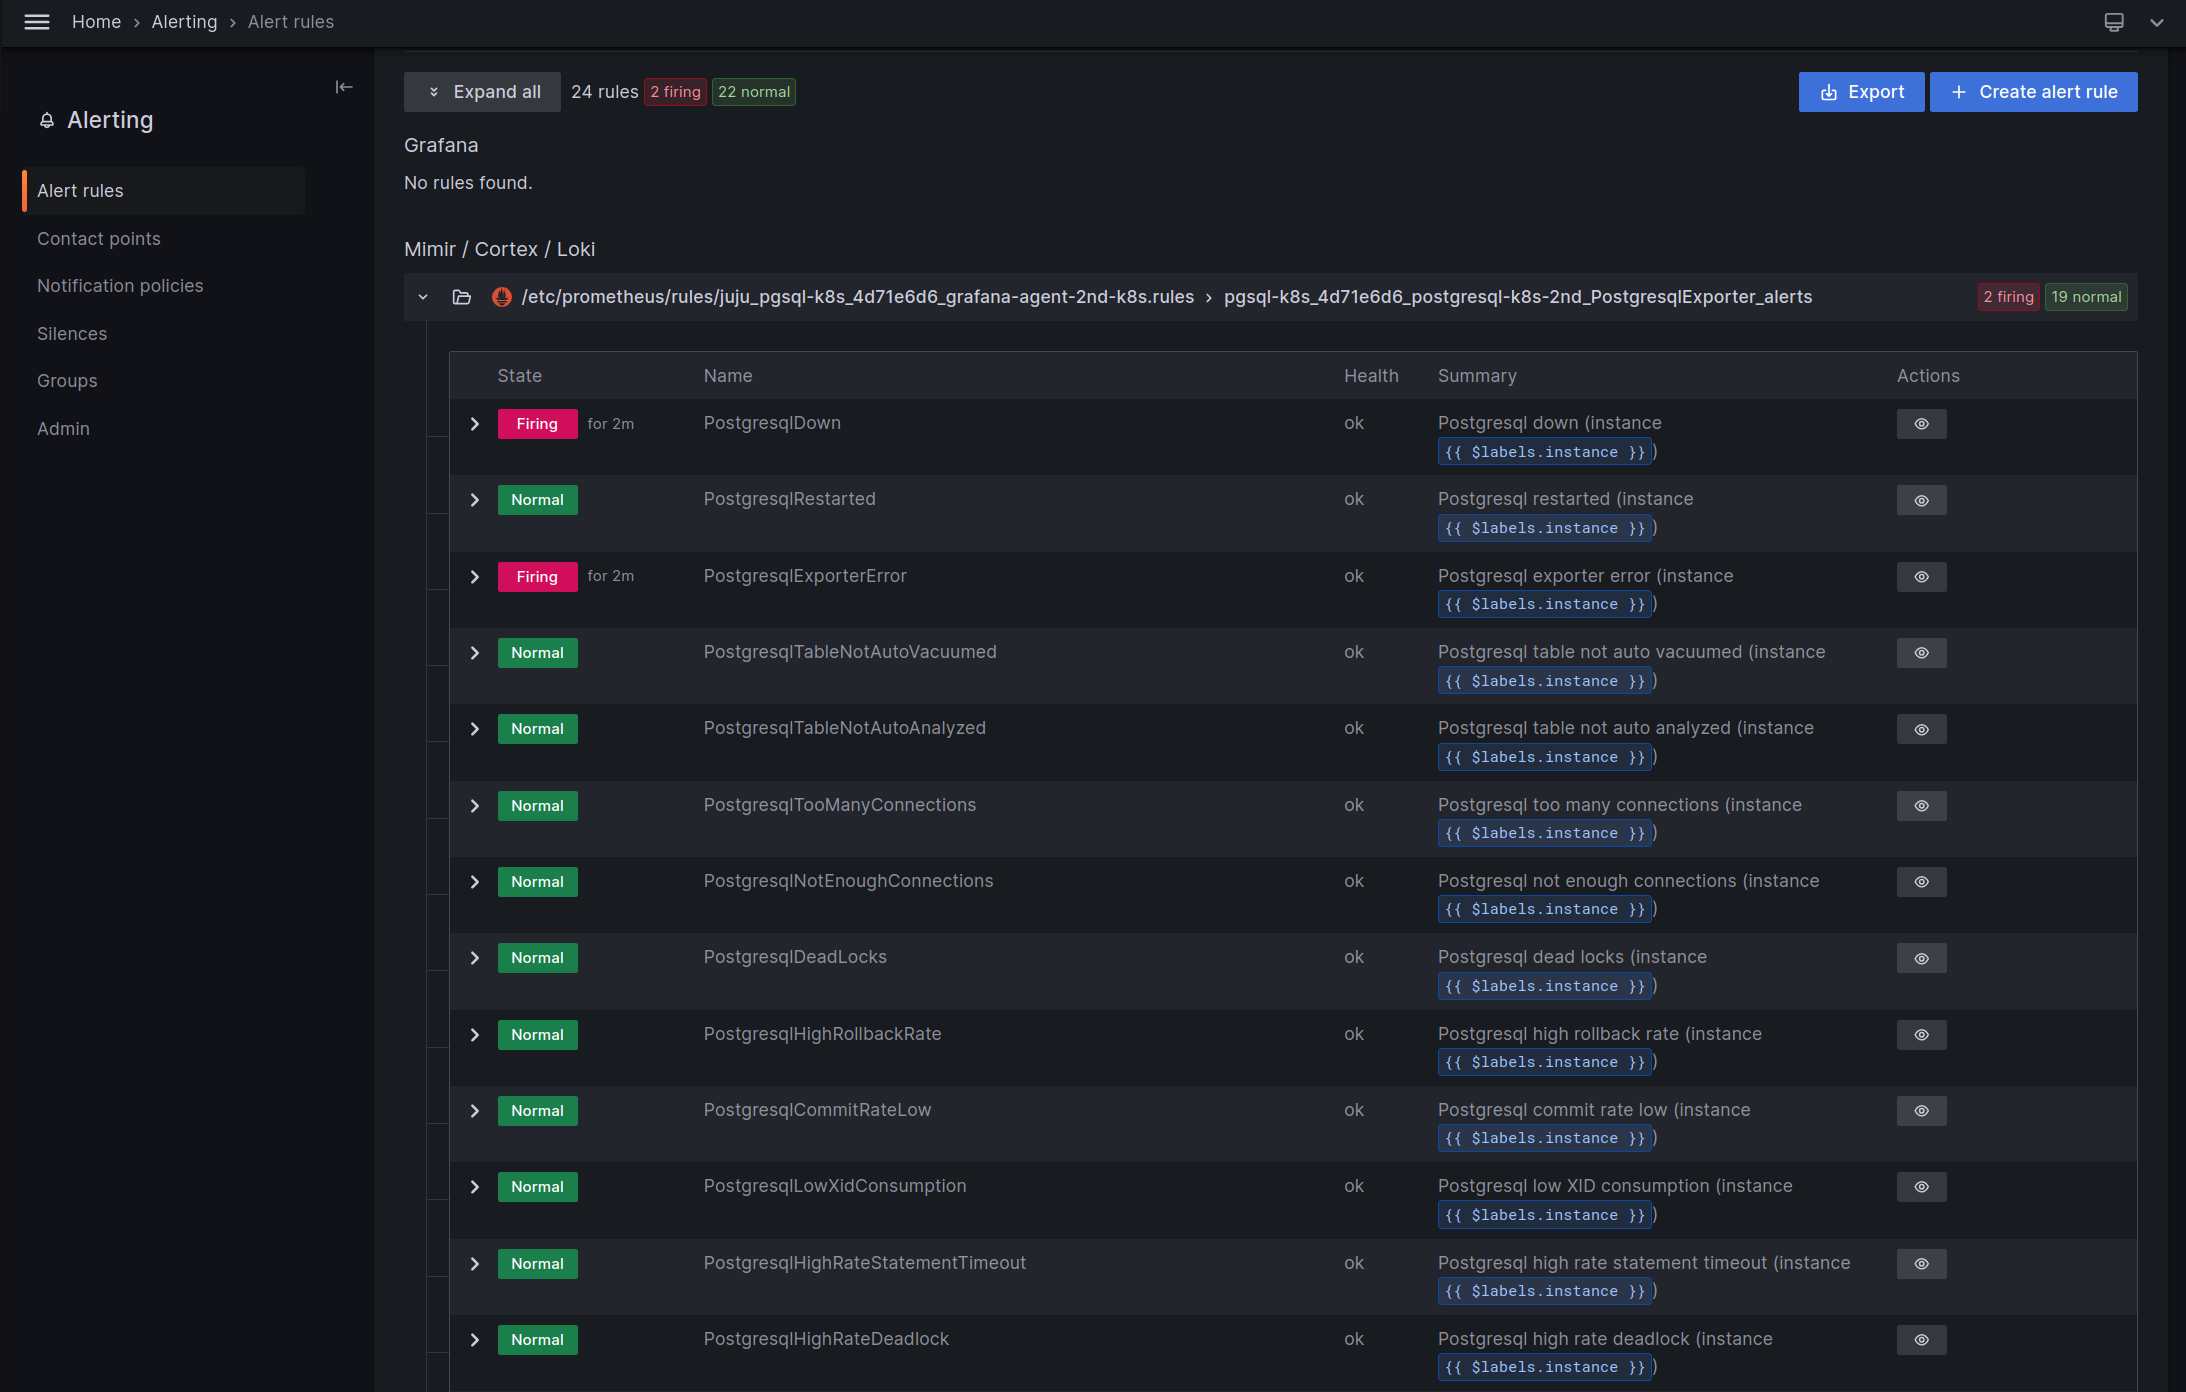 Home › Alerting › Alert rules
Alerting
Alert rules
Contact points
Notification policies
Silences
Groups
Admin
Expand all 24 rules 2 firing 22 normal Export + Create alert rule
Grafana
No rules found.
Mimir / Cortex / Loki
/etc/prometheus/rules/juju_pgsql-k8s_4d71e6d6_grafana-agent-2nd-k8s.rules › pgsql-k8s_4d71e6d6_postgresql-k8s-2nd_PostgresqlExporter_alerts 2 firing 19 normal
State Name Health Summary Actions
Firing for 2m PostgresqlDown ok Postgresql down (instance
{{ $labels.instance }})
Normal PostgresqlRestarted ok Postgresql restarted (instance
{{ $labels.instance }})
Firing for 2m PostgresqlExporterError ok Postgresql exporter error (instance
{{ $labels.instance }})
Normal PostgresqlTableNotAutoVacuumed ok Postgresql table not auto vacuumed (instance
{{ $labels.instance }})
Normal PostgresqlTableNotAutoAnalyzed ok Postgresql table not auto analyzed (instance
{{ $labels.instance }})
Normal PostgresqlTooManyConnections ok Postgresql too many connections (instance
{{ $labels.instance }})
Normal PostgresqlNotEnoughConnections ok Postgresql not enough connections (instance
{{ $labels.instance }})
Normal PostgresqlDeadLocks ok Postgresql dead locks (instance
{{ $labels.instance }})
Normal PostgresqlHighRollbackRate ok Postgresql high rollback rate (instance
{{ $labels.instance }})
Normal PostgresqlCommitRateLow ok Postgresql commit rate low (instance
{{ $labels.instance }})
Normal PostgresqlLowXidConsumption ok Postgresql low XID consumption (instance
{{ $labels.instance }})
Normal PostgresqlHighRateStatementTimeout ok Postgresql high rate statement timeout (instance
{{ $labels.instance }})
Normal PostgresqlHighRateDeadlock ok Postgresql high rate deadlock (instance
{{ $labels.instance }})